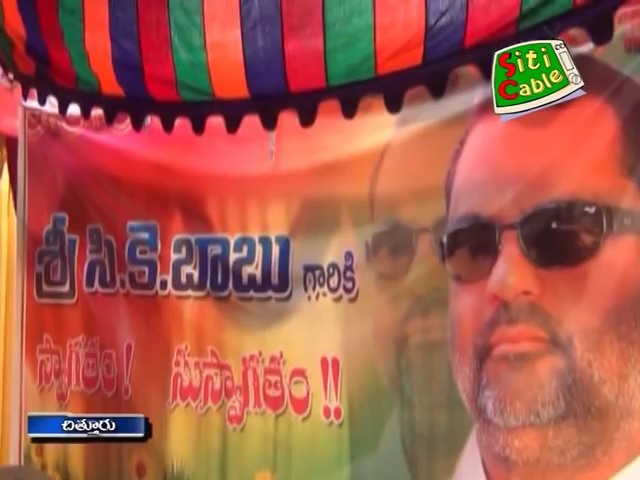 Siti
Cable
శ్రీ సి.కె.బాబు గారికి
స్వాగతం ! సుస్వాగతం !!
చిత్తూరు